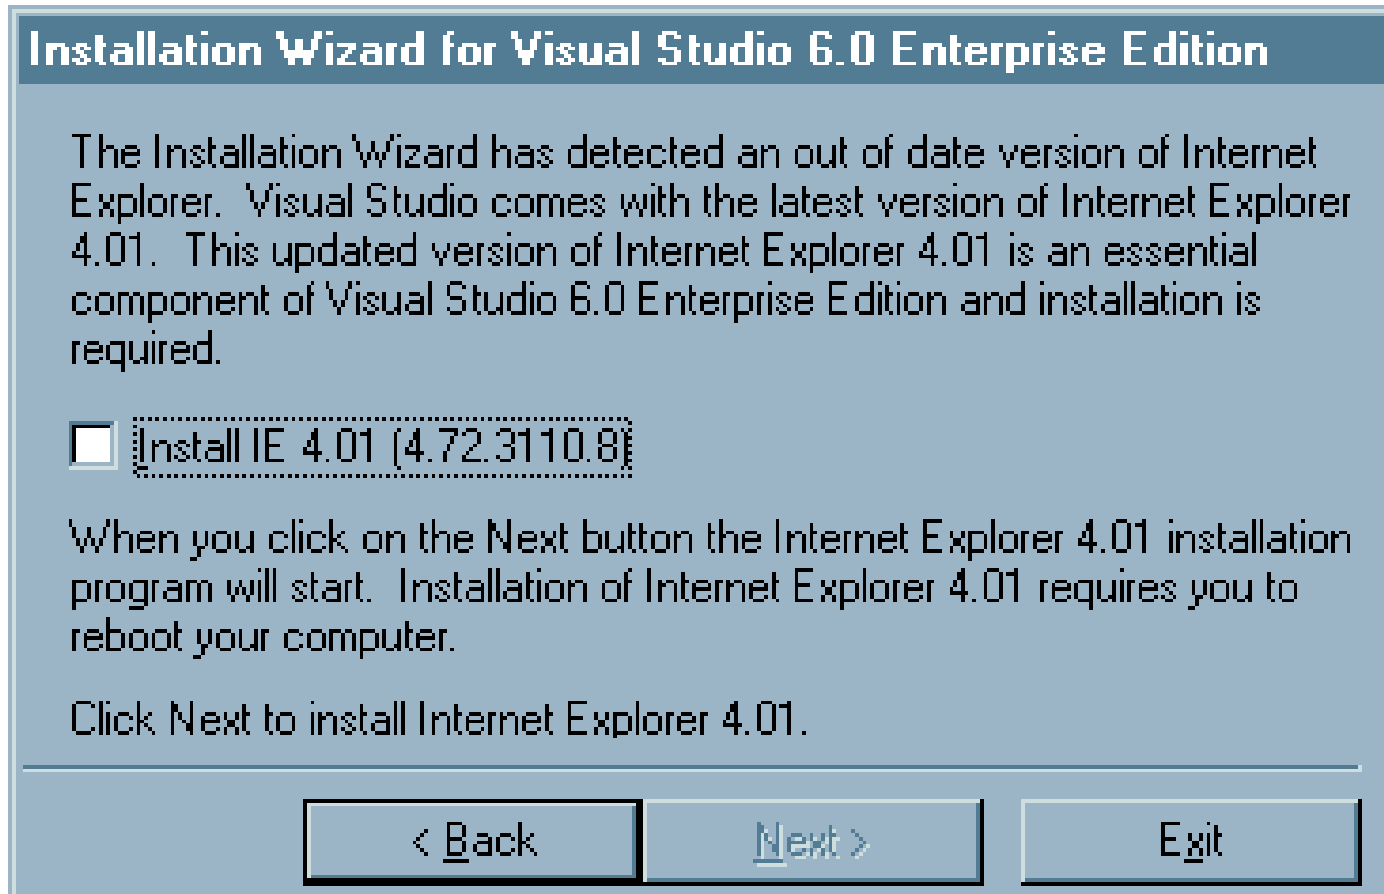 Installation Wizard for Visual Studio 6.0 Enterprise Edition
The Installation Wizard has detected an out of date version of Internet
Explorer.  Visual Studio comes with the latest version of Internet Explorer
4.01.  This updated version of Internet Explorer 4.01 is an essential
component of Visual Studio 6.0 Enterprise Edition and installation is
required.
Install IE 4.01 (4.72.3110.8)
When you click on the Next button the Internet Explorer 4.01 installation
program will start.  Installation of Internet Explorer 4.01 requires you to
reboot your computer.
Click Next to install Internet Explorer 4.01.
< Back
Next >
Exit